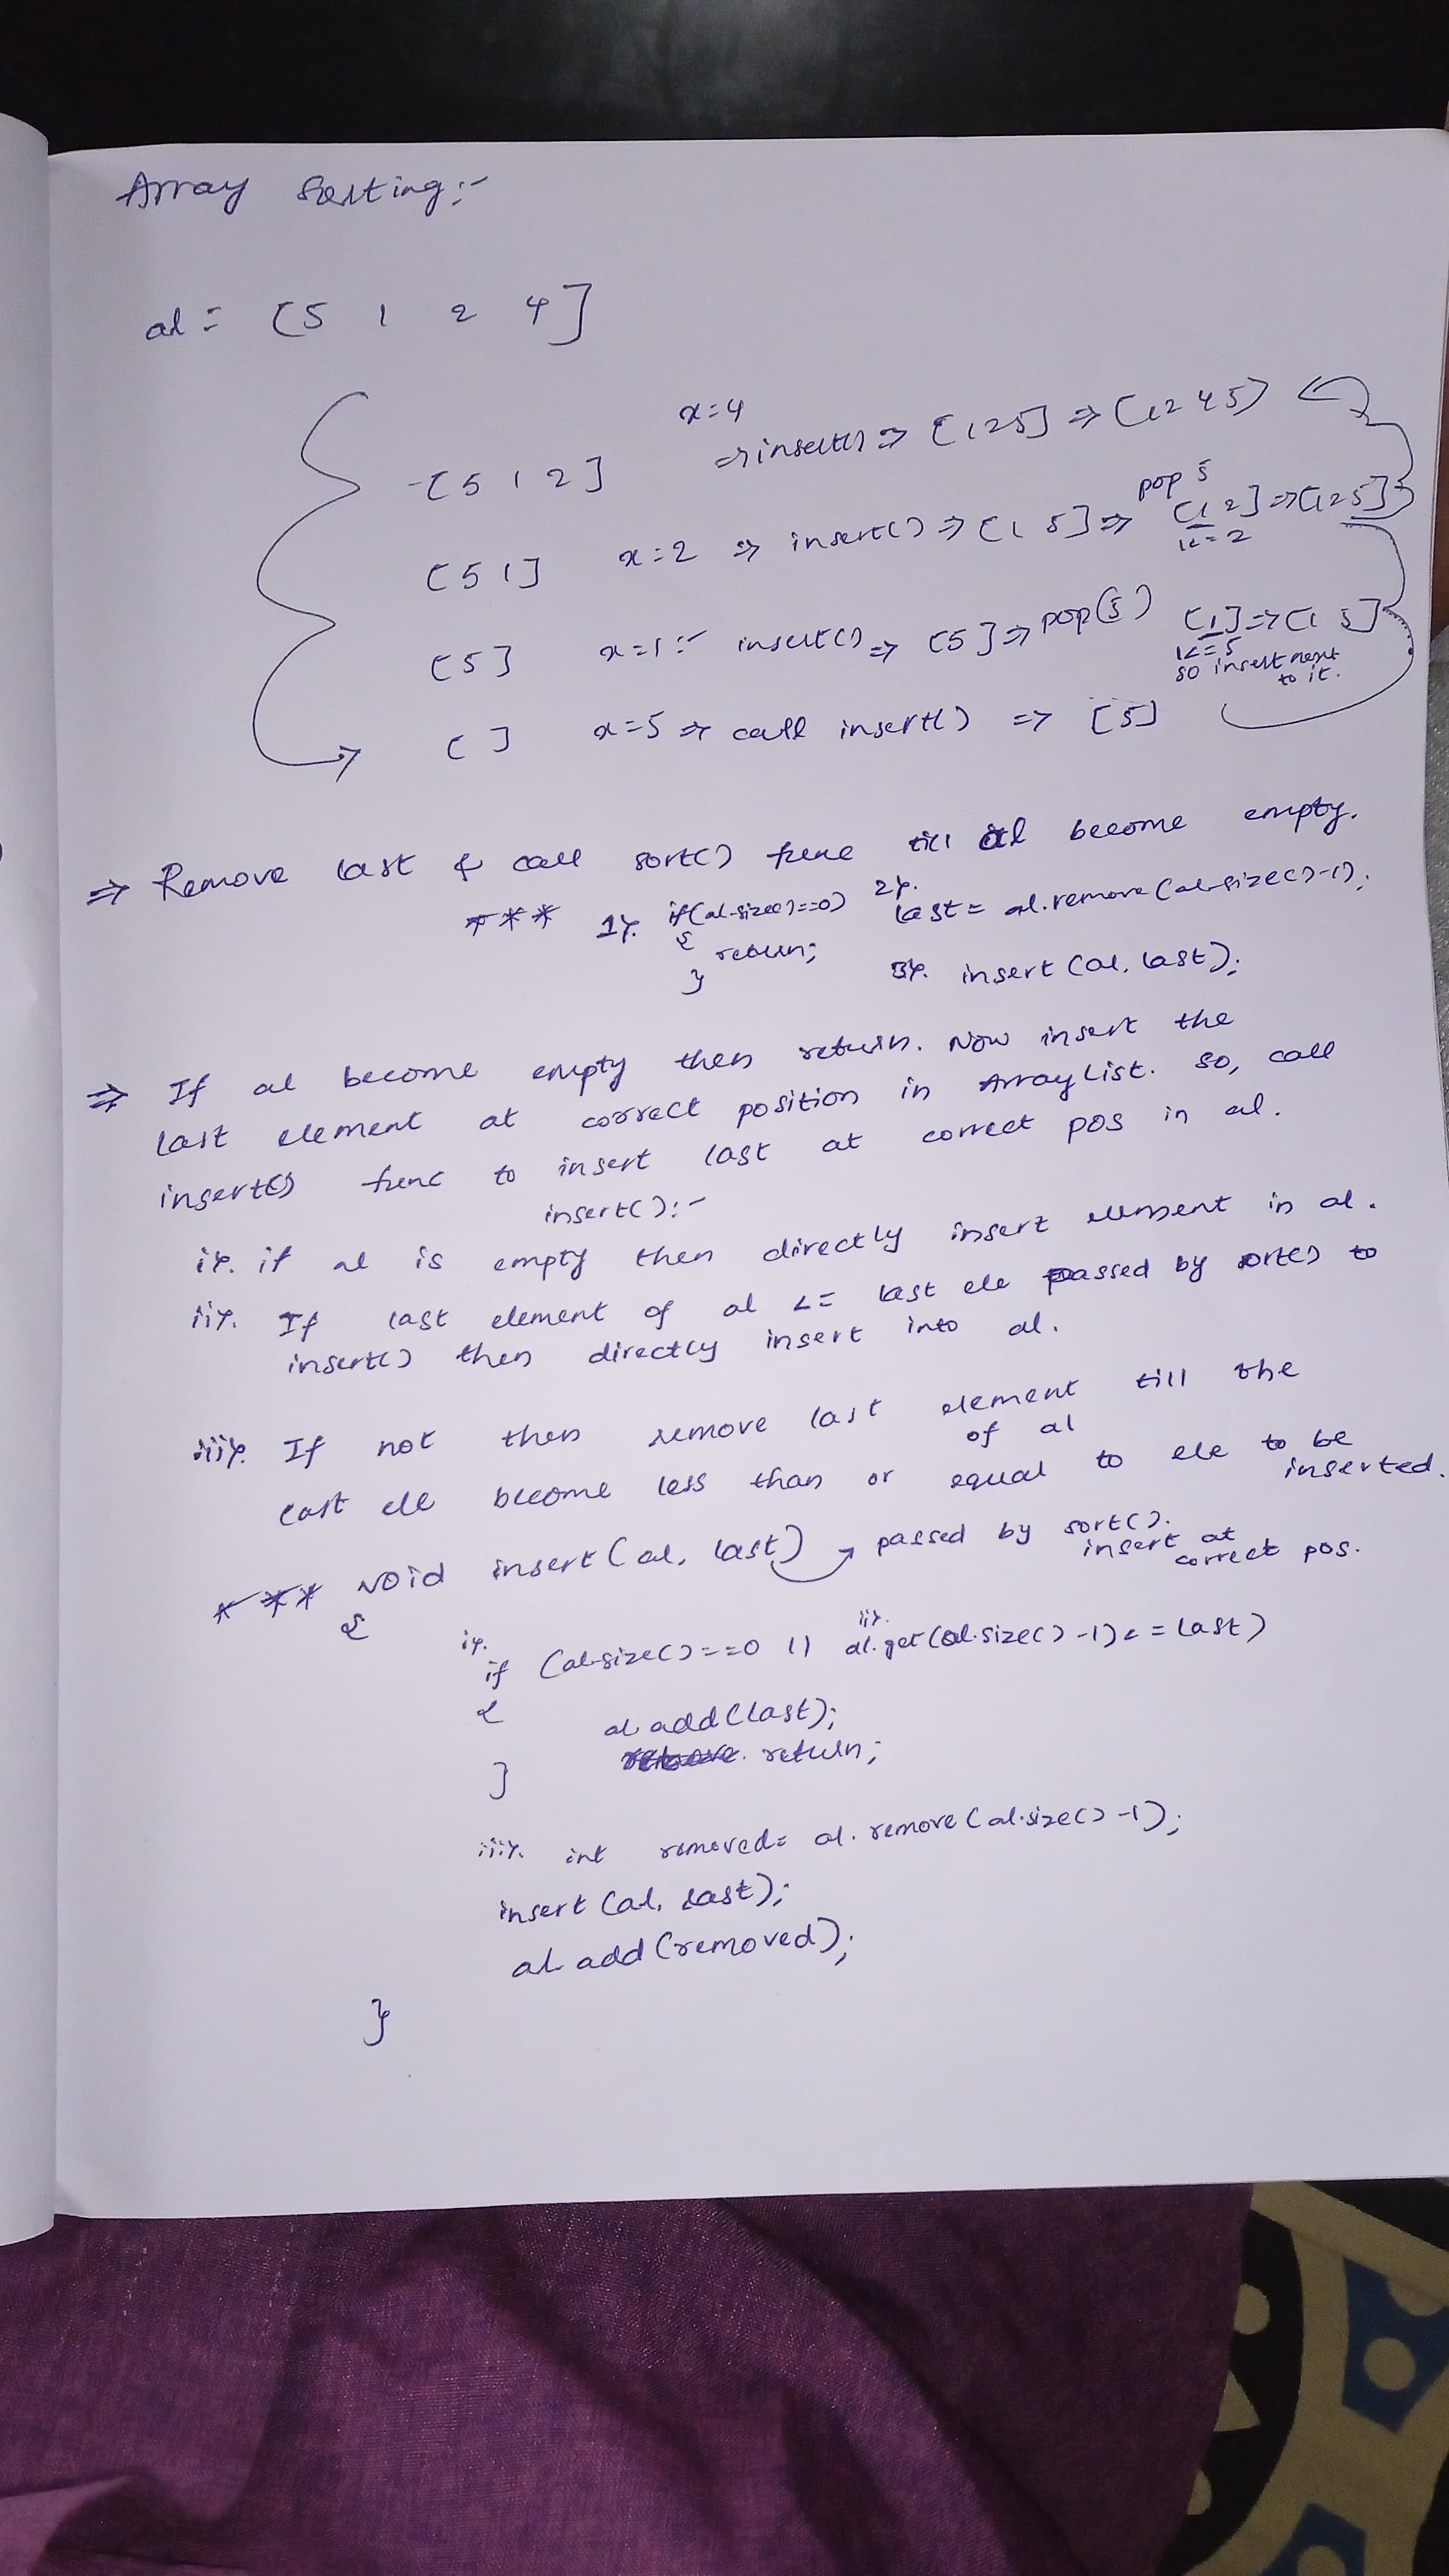 Array Sorting:-
al = [5 1 2 4]
x=4
[5 1 2] => insert() => [1 2 5] => [1 2 4 5]
pop 5
[5 1] x=2 => insert() => [1 5] => [1 2] => [1 2 5]
1<=2
[5] x=1 :- insert() => [5] => pop(5) [1] => [1 5]
1<=5
so insert next
to it.
[ ] x=5 => call insert() => [5]
=> Remove last & call sort() func till al become empty.
*** 1). if(al.size()==0) 2). last = al.remove(al.size()-1);
{
return;
} 3). insert(al, last);
=> If al become empty then return. Now insert the
last element at correct position in ArrayList. So, call
insert() func to insert last at correct pos in al.
insert():-
i). if al is empty then directly insert element in al.
ii). If last element of al <= last ele passed by sort() to
insert() then directly insert into al.
iii). If not then remove last element till the
of al
last ele become less than or equal to ele to be
inserted.
*** void insert(al, last) passed by sort().
insert at
correct pos.
{
i). ii).
if (al.size()==0 || al.get(al.size()-1)<=last)
{
al.add(last);
return;
}
iii). int removed= al.remove(al.size()-1);
insert(al, last);
al.add(removed);
}